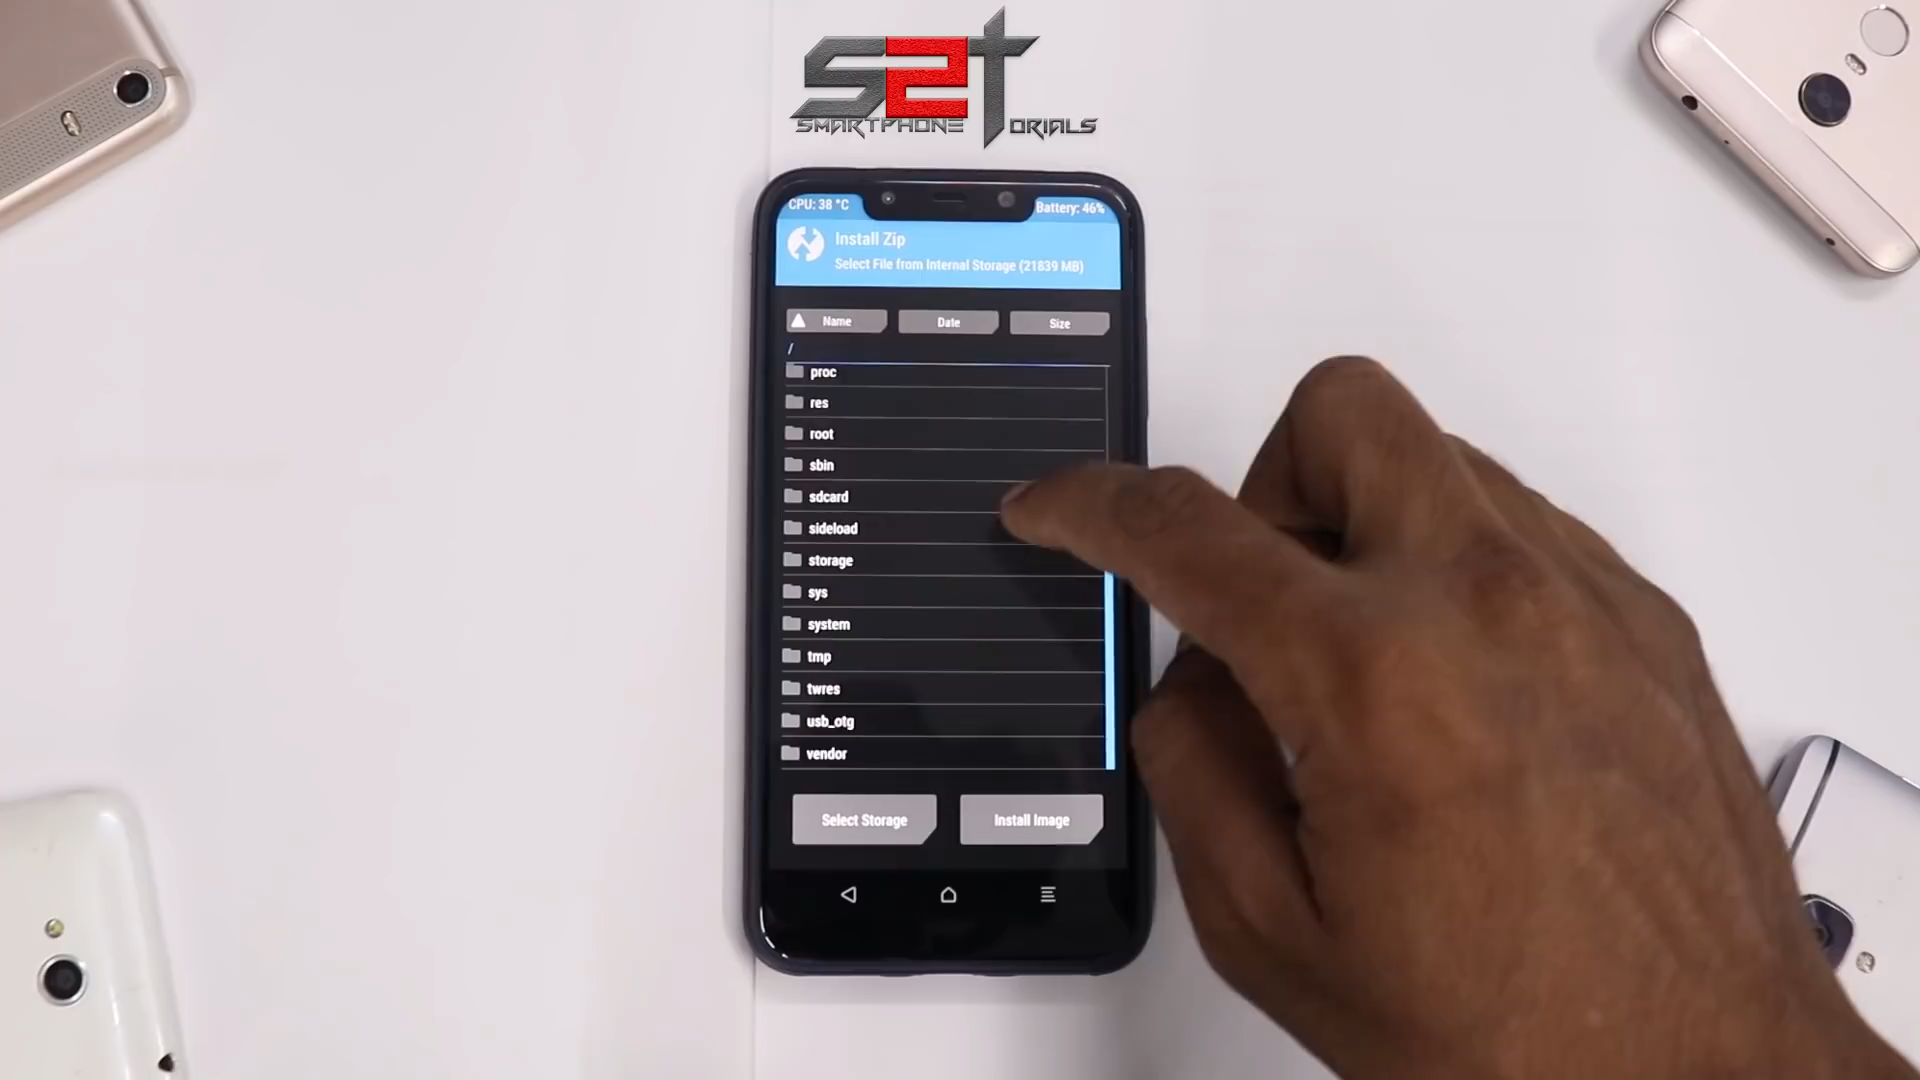 S2T
SMARTPHONE TORIALS
CPU: 38 °C
Battery: 46%
Install Zip
Select File from Internal Storage (21839 MB)
Name
Date
Size
/
proc
res
root
sbin
sdcard
sideload
storage
sys
system
tmp
twres
usb_otg
vendor
Select Storage
Install Image